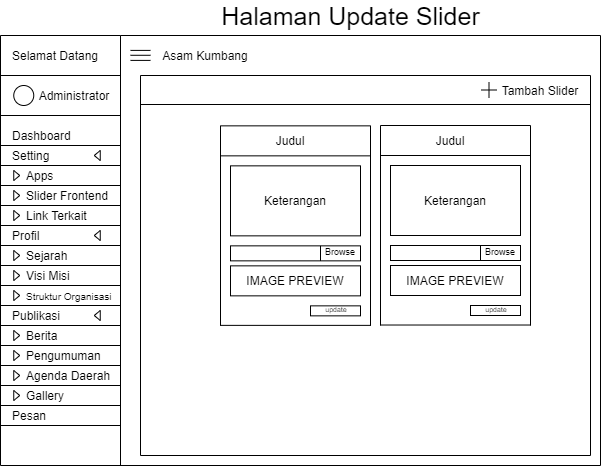 Halaman Update Slider
Selamat Datang
Asam Kumbang
Administrator
Tambah Slider
Dashboard
Setting
Apps
Slider Frontend
Link Terkait
Profil
Sejarah
Visi Misi
Struktur Organisasi
Publikasi
Berita
Pengumuman
Agenda Daerah
Gallery
Pesan
Judul
Keterangan
Browse
IMAGE PREVIEW
update
Judul
Keterangan
Browse
IMAGE PREVIEW
update